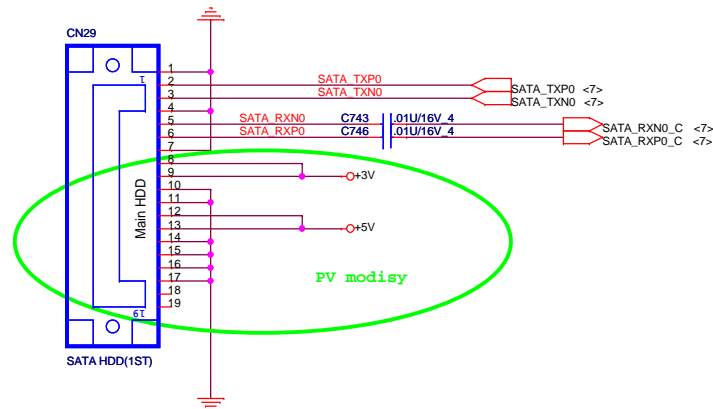 CN29
1
1
2
SATA_TXP0
SATA_TXP0 <7>
3
SATA_TXN0
SATA_TXN0 <7>
4
5
SATA_RXN0
C743
.01U/16V_4
SATA_RXN0_C <7>
6
SATA_RXP0
C746
.01U/16V_4
SATA_RXP0_C <7>
7
8
9
+3V
10
11
Main HDD
12
13
+5V
14
15
16
17
PV modisy
18
19
19
SATA HDD(1ST)